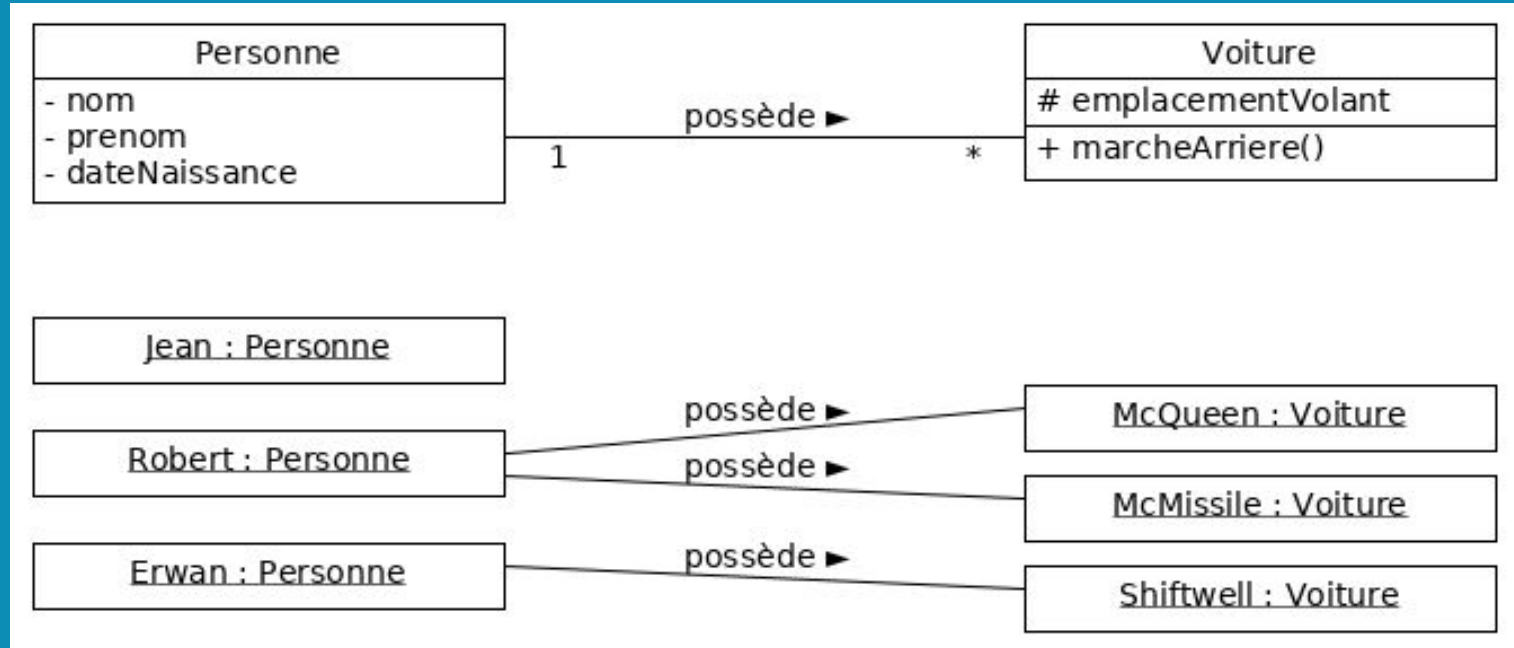 Personne
- nom
- prenom
- dateNaissance
possède ►
1
*
Voiture
# emplacementVolant
+ marcheArriere()
Jean : Personne
Robert : Personne
Erwan : Personne
possède ►
possède ►
possède ►
McQueen : Voiture
McMissile : Voiture
Shiftwell : Voiture